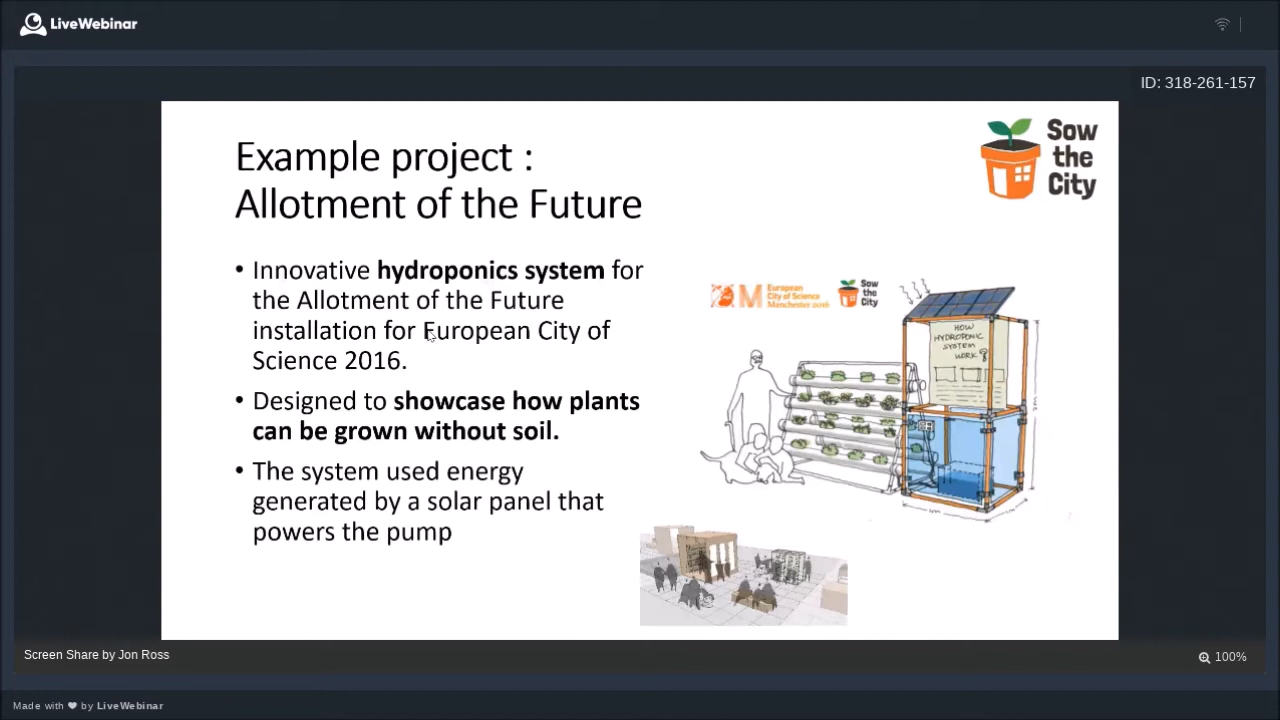 LiveWebinar
ID: 318-261-157
Example project :
Allotment of the Future
Sow
the
City
• Innovative hydroponics system for
the Allotment of the Future
installation for European City of
Science 2016.
• Designed to showcase how plants
can be grown without soil.
• The system used energy
generated by a solar panel that
powers the pump
M
European
City of Science
Manchester 2016
Sow
the
City
HOW
HYDROPONIC
SYSTEM
WORK ?
Screen Share by Jon Ross
100%
Made with ❤ by LiveWebinar